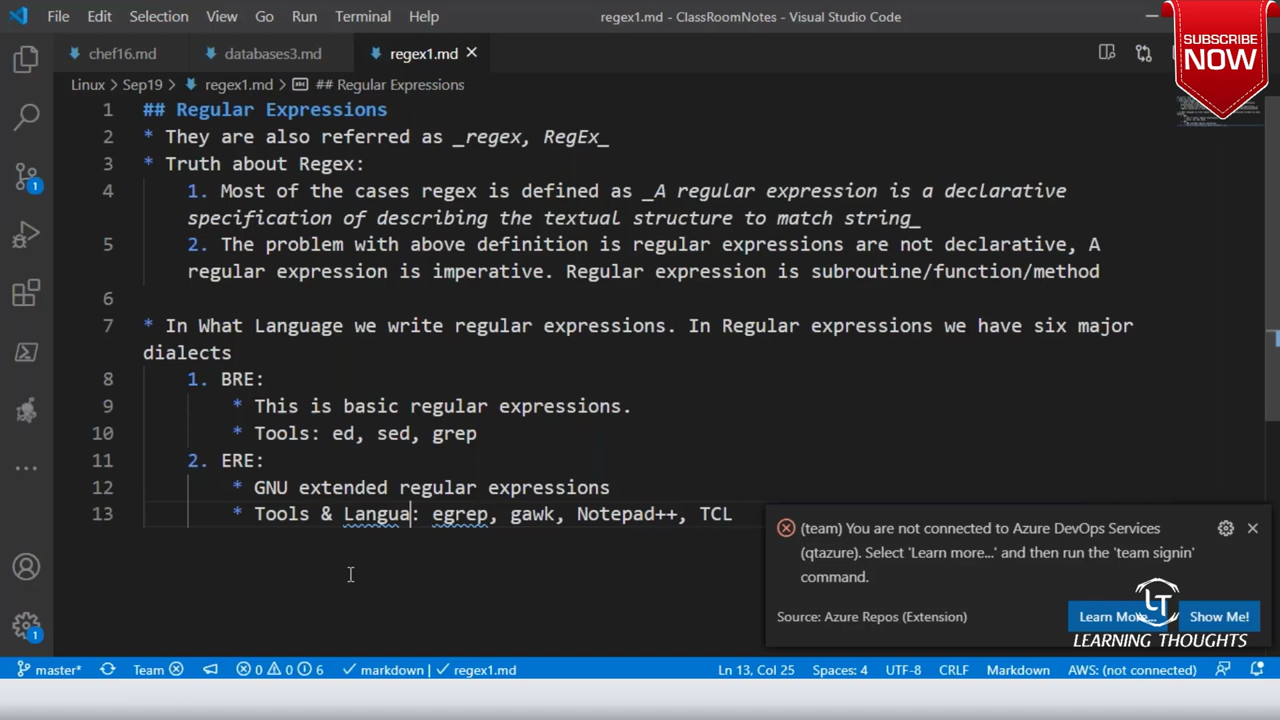 File Edit Selection View Go Run Terminal Help regex1.md - ClassRoomNotes - Visual Studio Code
SUBSCRIBE
NOW
chef16.md databases3.md regex1.md
Linux > Sep19 > regex1.md > ## Regular Expressions
1 ## Regular Expressions
2 * They are also referred as _regex, RegEx_
3 * Truth about Regex:
4 1. Most of the cases regex is defined as _A regular expression is a declarative
specification of describing the textual structure to match string_
5 2. The problem with above definition is regular expressions are not declarative, A
regular expression is imperative. Regular expression is subroutine/function/method
6
7 * In What Language we write regular expressions. In Regular expressions we have six major
dialects
8 1. BRE:
9 * This is basic regular expressions.
10 * Tools: ed, sed, grep
11 2. ERE:
12 * GNU extended regular expressions
13 * Tools & Langua: egrep, gawk, Notepad++, TCL
(team) You are not connected to Azure DevOps Services
(qtazure). Select 'Learn more...' and then run the 'team signin'
command.
Source: Azure Repos (Extension) Learn More... Show Me!
LT
LEARNING THOUGHTS
1
1
master* Team 0 0 6 markdown | regex1.md Ln 13, Col 25 Spaces: 4 UTF-8 CRLF Markdown AWS: (not connected)